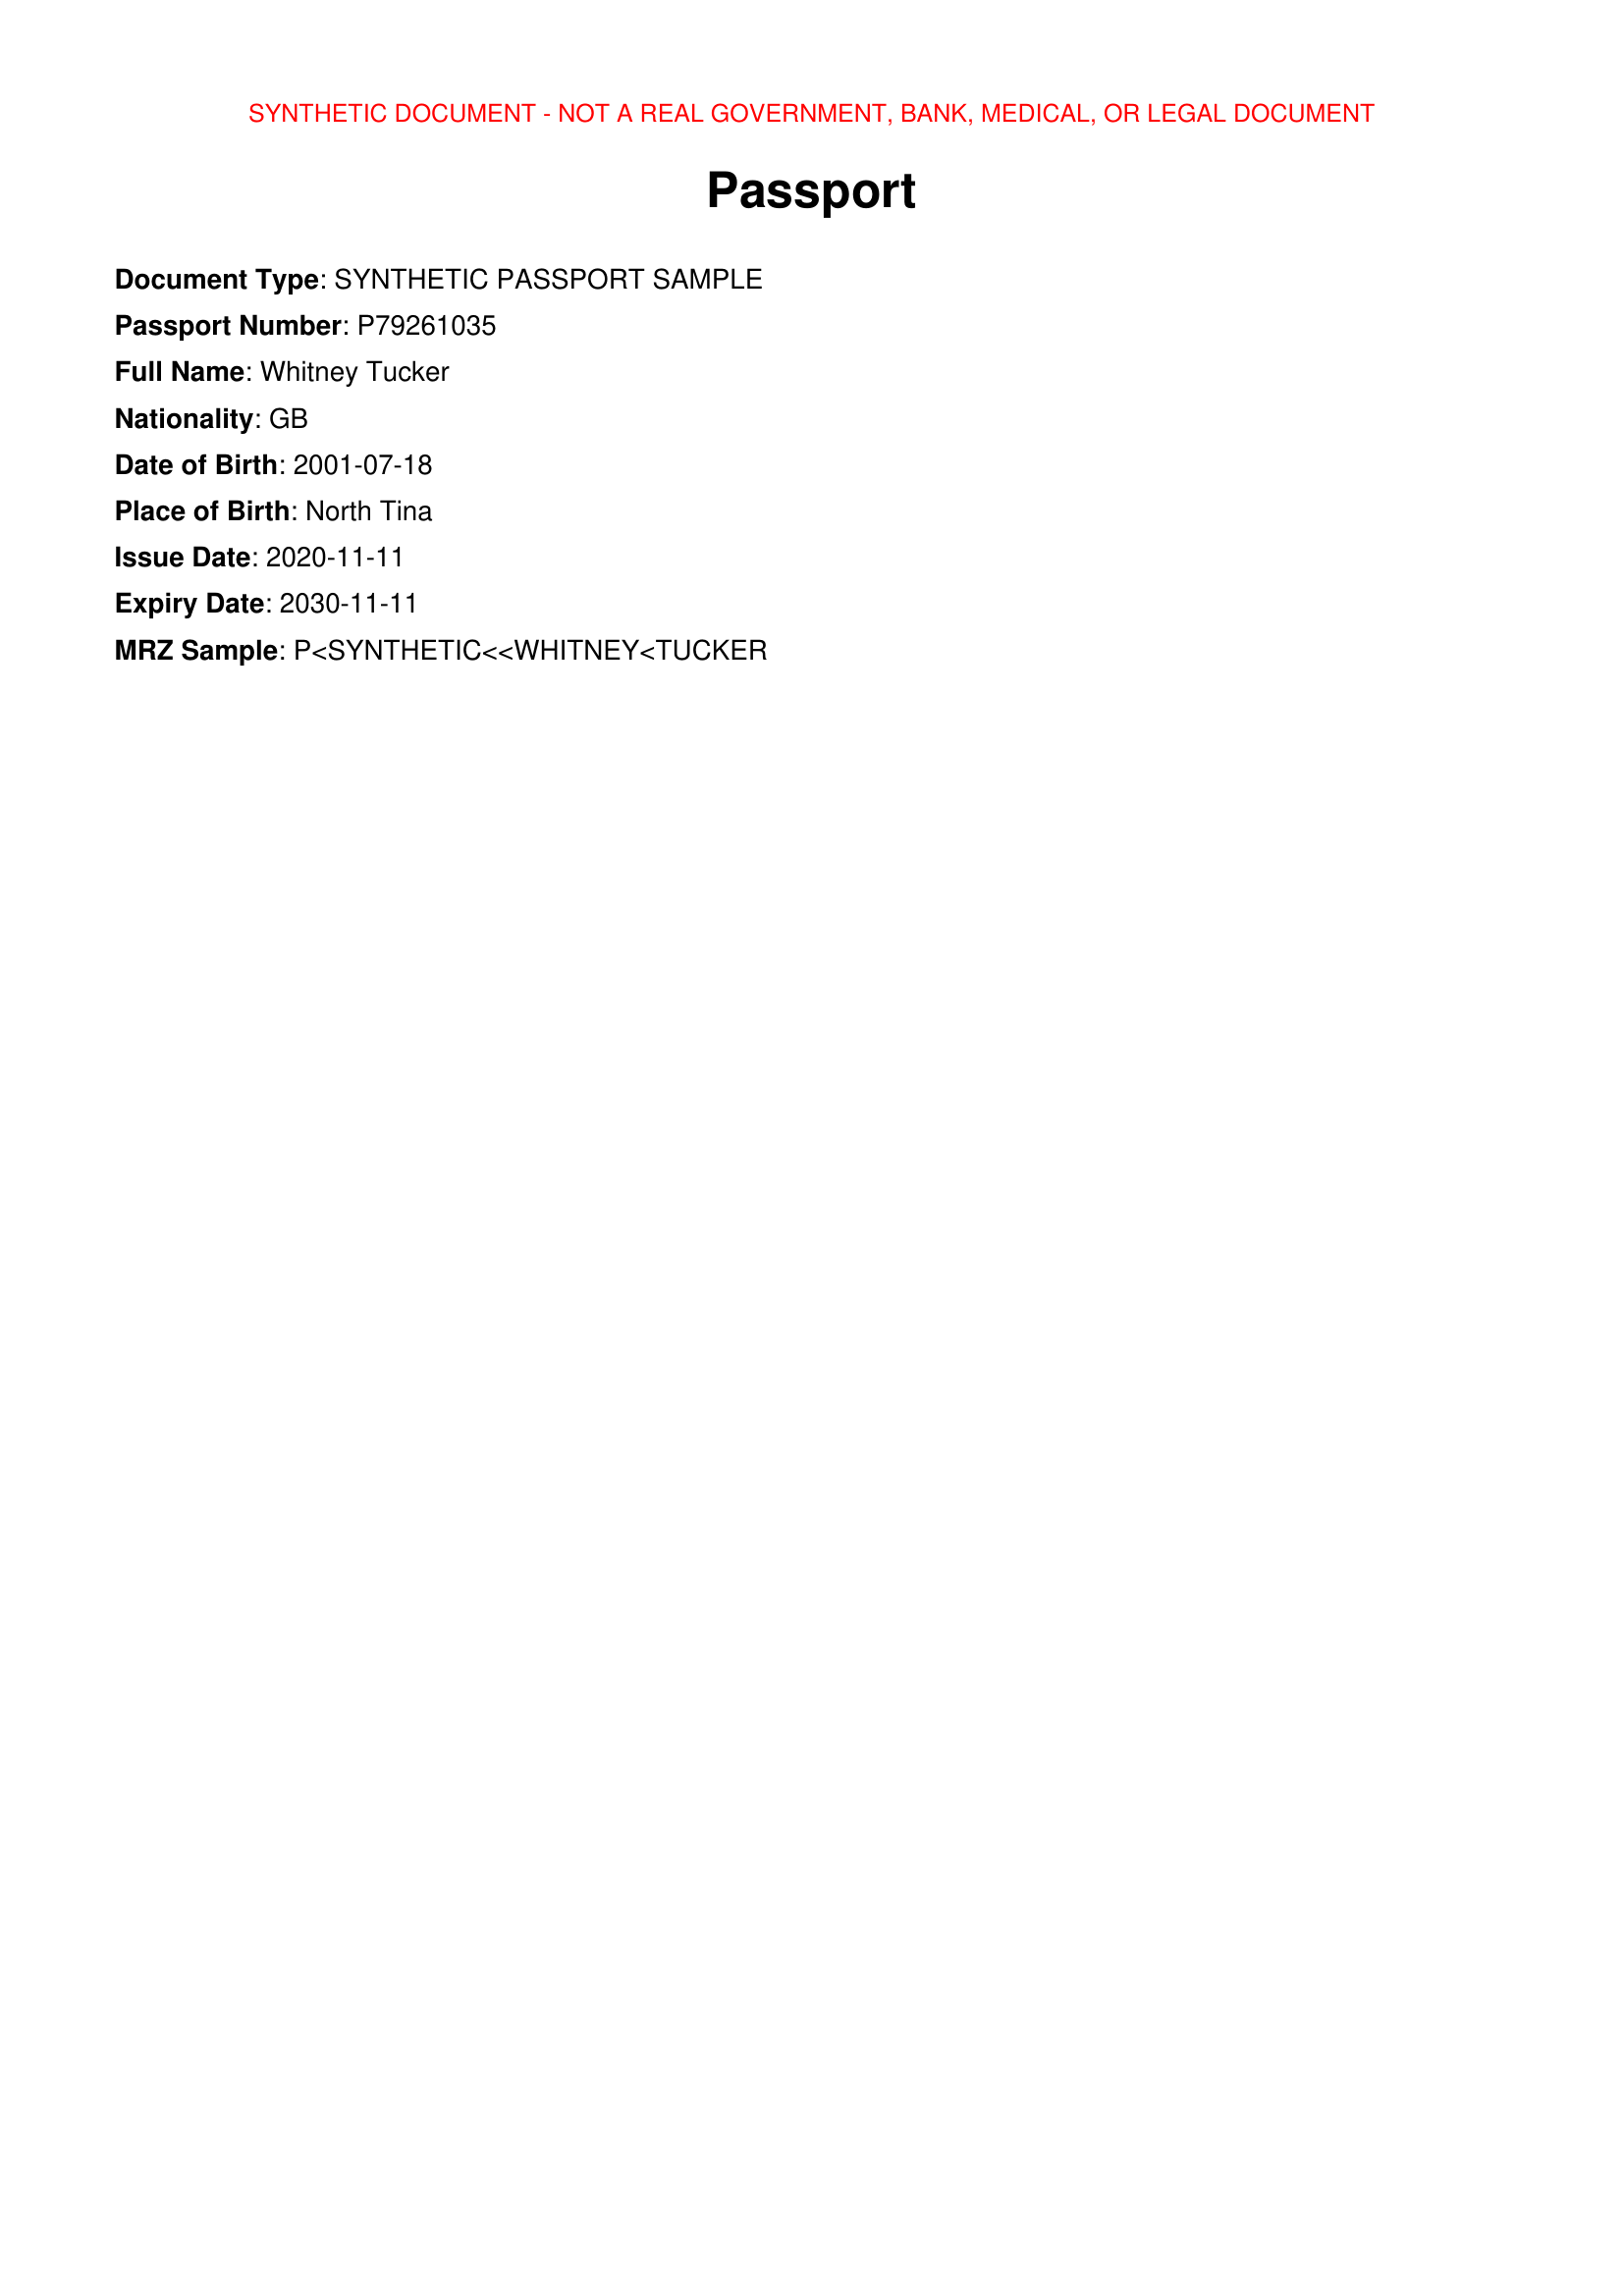 SYNTHETIC DOCUMENT - NOT A REAL GOVERNMENT, BANK, MEDICAL, OR LEGAL DOCUMENT
Passport
Document Type: SYNTHETIC PASSPORT SAMPLE
Passport Number: P79261035
Full Name: Whitney Tucker
Nationality: GB
Date of Birth: 2001-07-18
Place of Birth: North Tina
Issue Date: 2020-11-11
Expiry Date: 2030-11-11
MRZ Sample: P<SYNTHETIC<<WHITNEY<TUCKER